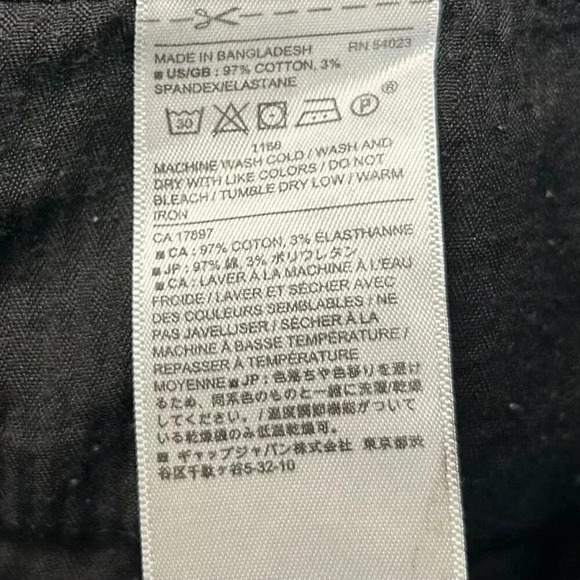 MADE IN BANGLADESH RN 54023
■ US/GB : 97% COTTON, 3%
SPANDEX/ELASTANE
30 P ®
1166
MACHINE WASH COLD / WASH AND
DRY WITH LIKE COLORS / DO NOT
BLEACH / TUMBLE DRY LOW / WARM
IRON
CA 17897
■ CA : 97% COTTON, 3% ÉLASTHANNE
■ JP : 97% 綿, 3% ポリウレタン
■ CA : LAVER À LA MACHINE À L'EAU
FROIDE / LAVER ET SÉCHER AVEC
DES COULEURS SEMBLABLES / NE
PAS JAVELLISER / SÉCHER À LA
MACHINE À BASSE TEMPÉRATURE /
REPASSER À TEMPÉRATURE
MOYENNE ■ JP : 色落ちや色移りを避け
るため、同系色のものと一緒に洗濯/乾燥
してください。 / 温度調節機能がついて
いる乾燥機のみ低温乾燥可。
■ ギャップジャパン株式会社 東京都渋
谷区千駄ヶ谷5-32-10